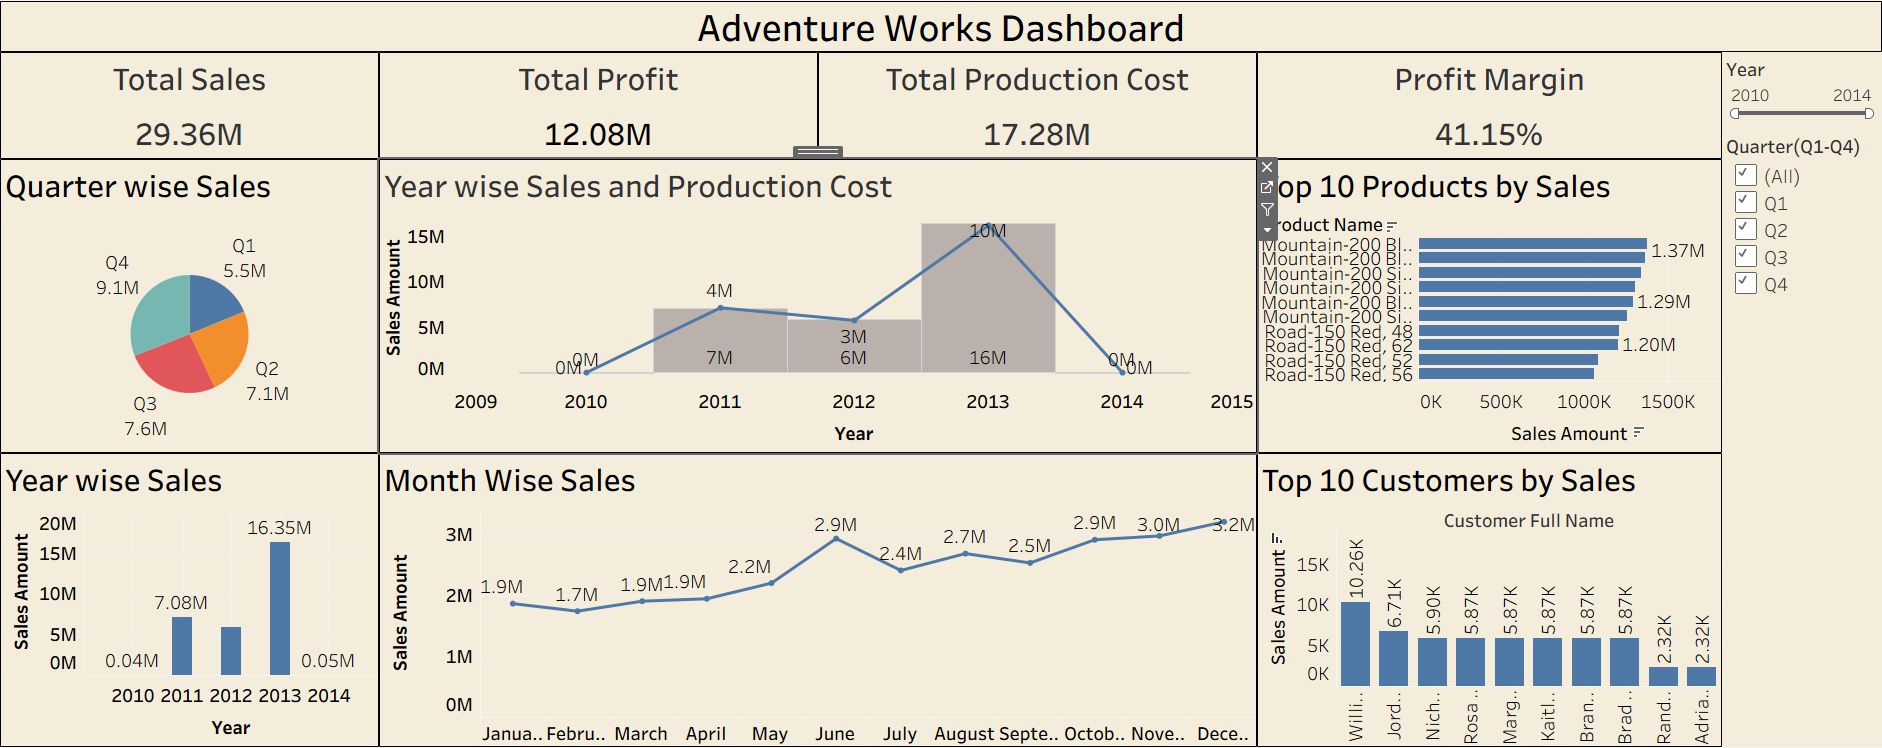 Adventure Works Dashboard
Total Sales
29.36M
Total Profit
12.08M
Total Production Cost
17.28M
Profit Margin
41.15%
Year
2010 2014
Quarter(Q1-Q4)
(All)
Q1
Q2
Q3
Q4
Quarter wise Sales
Q1
5.5M
Q2
7.1M
Q3
7.6M
Q4
9.1M
Year wise Sales and Production Cost
Sales Amount
15M
10M
5M
0M
0M
0M
4M
7M
3M
6M
10M
16M
0M
0M
2009 2010 2011 2012 2013 2014 2015
Year
op 10 Products by Sales
roduct Name
Mountain-200 Bl..
Mountain-200 Bl..
Mountain-200 Si..
Mountain-200 Si..
Mountain-200 Bl..
Mountain-200 Si..
Road-150 Red, 48
Road-150 Red, 62
Road-150 Red, 52
Road-150 Red, 56
1.37M
1.29M
1.20M
0K 500K 1000K 1500K
Sales Amount
Year wise Sales
Sales Amount
20M
15M
10M
5M
0M
0.04M
7.08M
16.35M
0.05M
2010 2011 2012 2013 2014
Year
Month Wise Sales
Sales Amount
3M
2M
1M
0M
1.9M 1.7M 1.9M 1.9M 2.2M 2.9M 2.4M 2.7M 2.5M 2.9M 3.0M 3.2M
Janua.. Febru.. March April May June July August Septe.. Octob.. Nove.. Dece..
Top 10 Customers by Sales
Customer Full Name
Sales Amount
15K
10K
5K
0K
10.26K
6.71K
5.90K
5.87K
5.87K
5.87K
5.87K
5.87K
2.32K
2.32K
Willi..
Jord..
Nich..
Rosa ..
Marg..
Kaitl..
Bran..
Brad ..
Rand..
Adria..